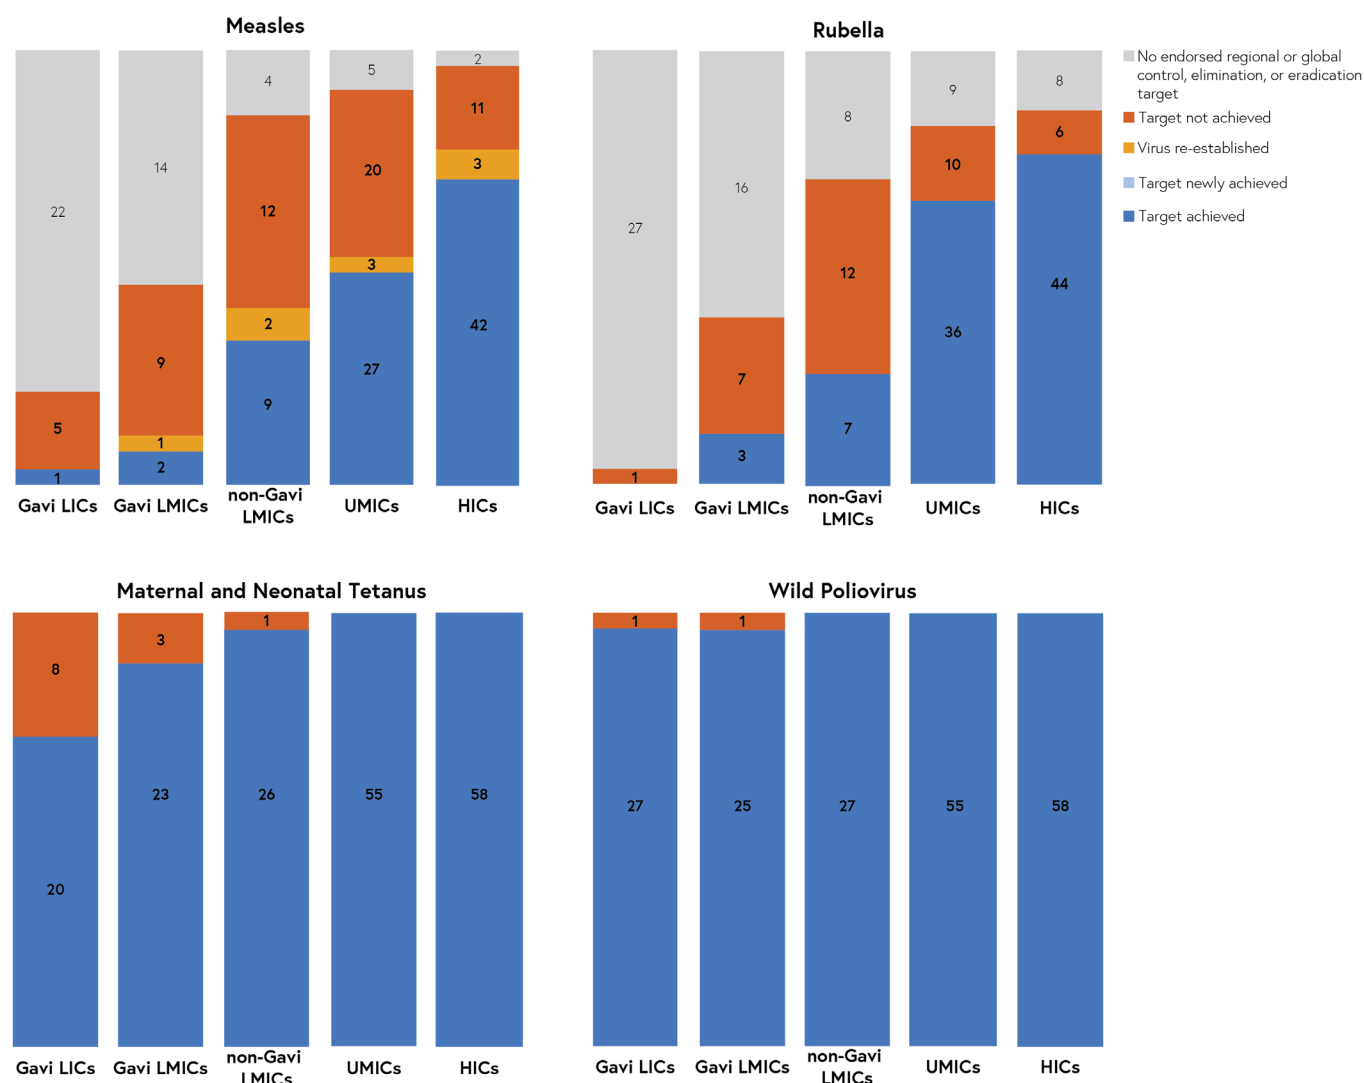 Measles
4
5
2
22
14
12
20
11
5
9
2
3
3
1
1
2
9
27
42
Gavi LICs
Gavi LMICs
non-Gavi
LMICs
UMICs
HICs
Rubella
27
16
8
9
8
1
7
12
10
6
3
7
36
44
Gavi LICs
Gavi LMICs
non-Gavi
LMICs
UMICs
HICs
No endorsed regional or global
control, elimination, or eradication
target
Target not achieved
Virus re-established
Target newly achieved
Target achieved
Maternal and Neonatal Tetanus
8
3
1
20
23
26
55
58
Gavi LICs
Gavi LMICs
non-Gavi
LMICs
UMICs
HICs
Wild Poliovirus
1
1
27
25
27
55
58
Gavi LICs
Gavi LMICs
non-Gavi
LMICs
UMICs
HICs